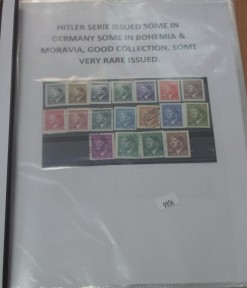 HITLER SERIE ISSUED SOME IN
GERMANY SOME IN BOHEMIA &
MORAVIA, GOOD COLLECTION, SOME
VERY RARE ISSUED.